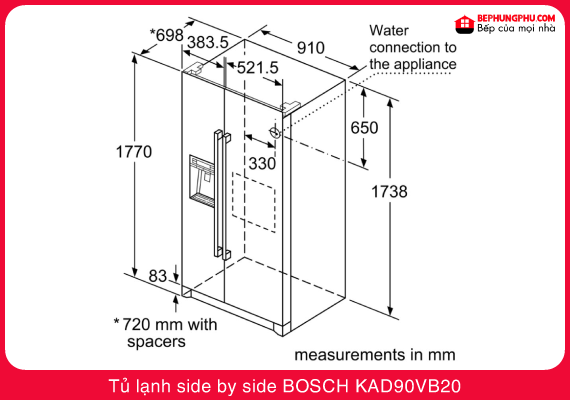 BEPHUNGPHU.COM
Bếp của mọi nhà
*698
383.5
910
521.5
Water
connection to
the appliance
650
1770
330
1738
83
* 720 mm with
spacers
measurements in mm
Tủ lạnh side by side BOSCH KAD90VB20